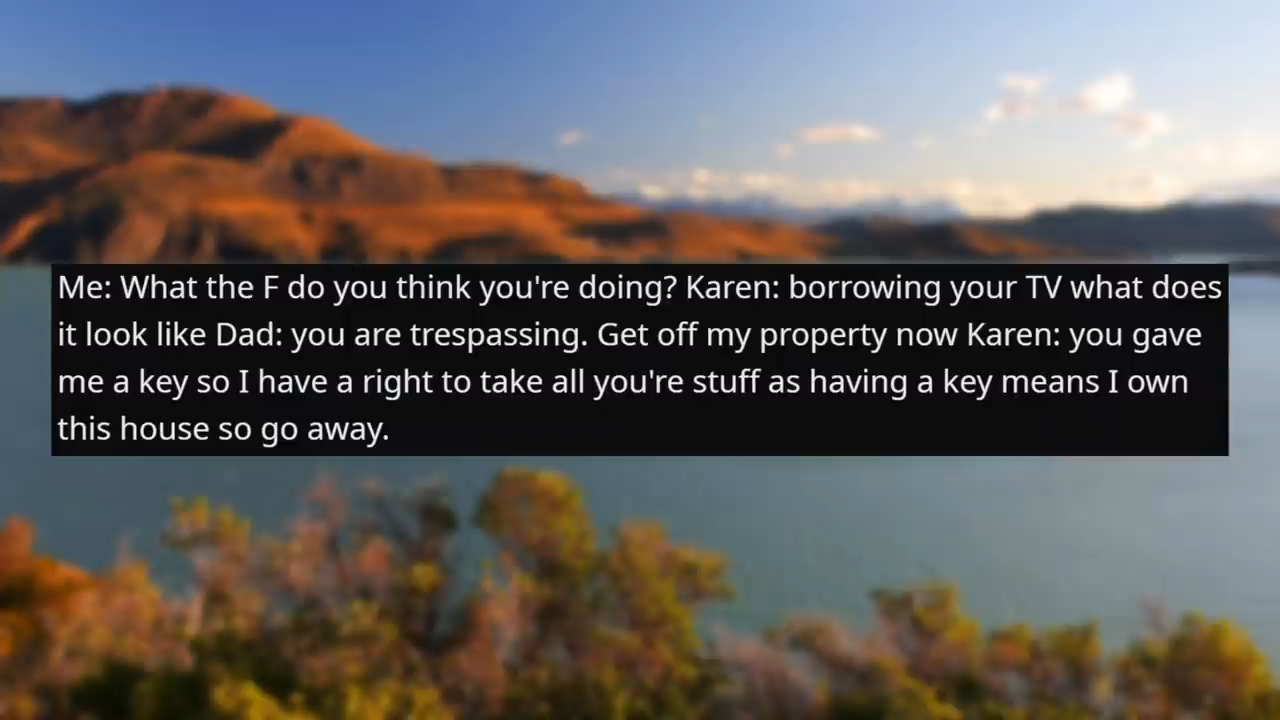 Me: What the F do you think you're doing? Karen: borrowing your TV what does
it look like Dad: you are trespassing. Get off my property now Karen: you gave
me a key so I have a right to take all you're stuff as having a key means I own
this house so go away.